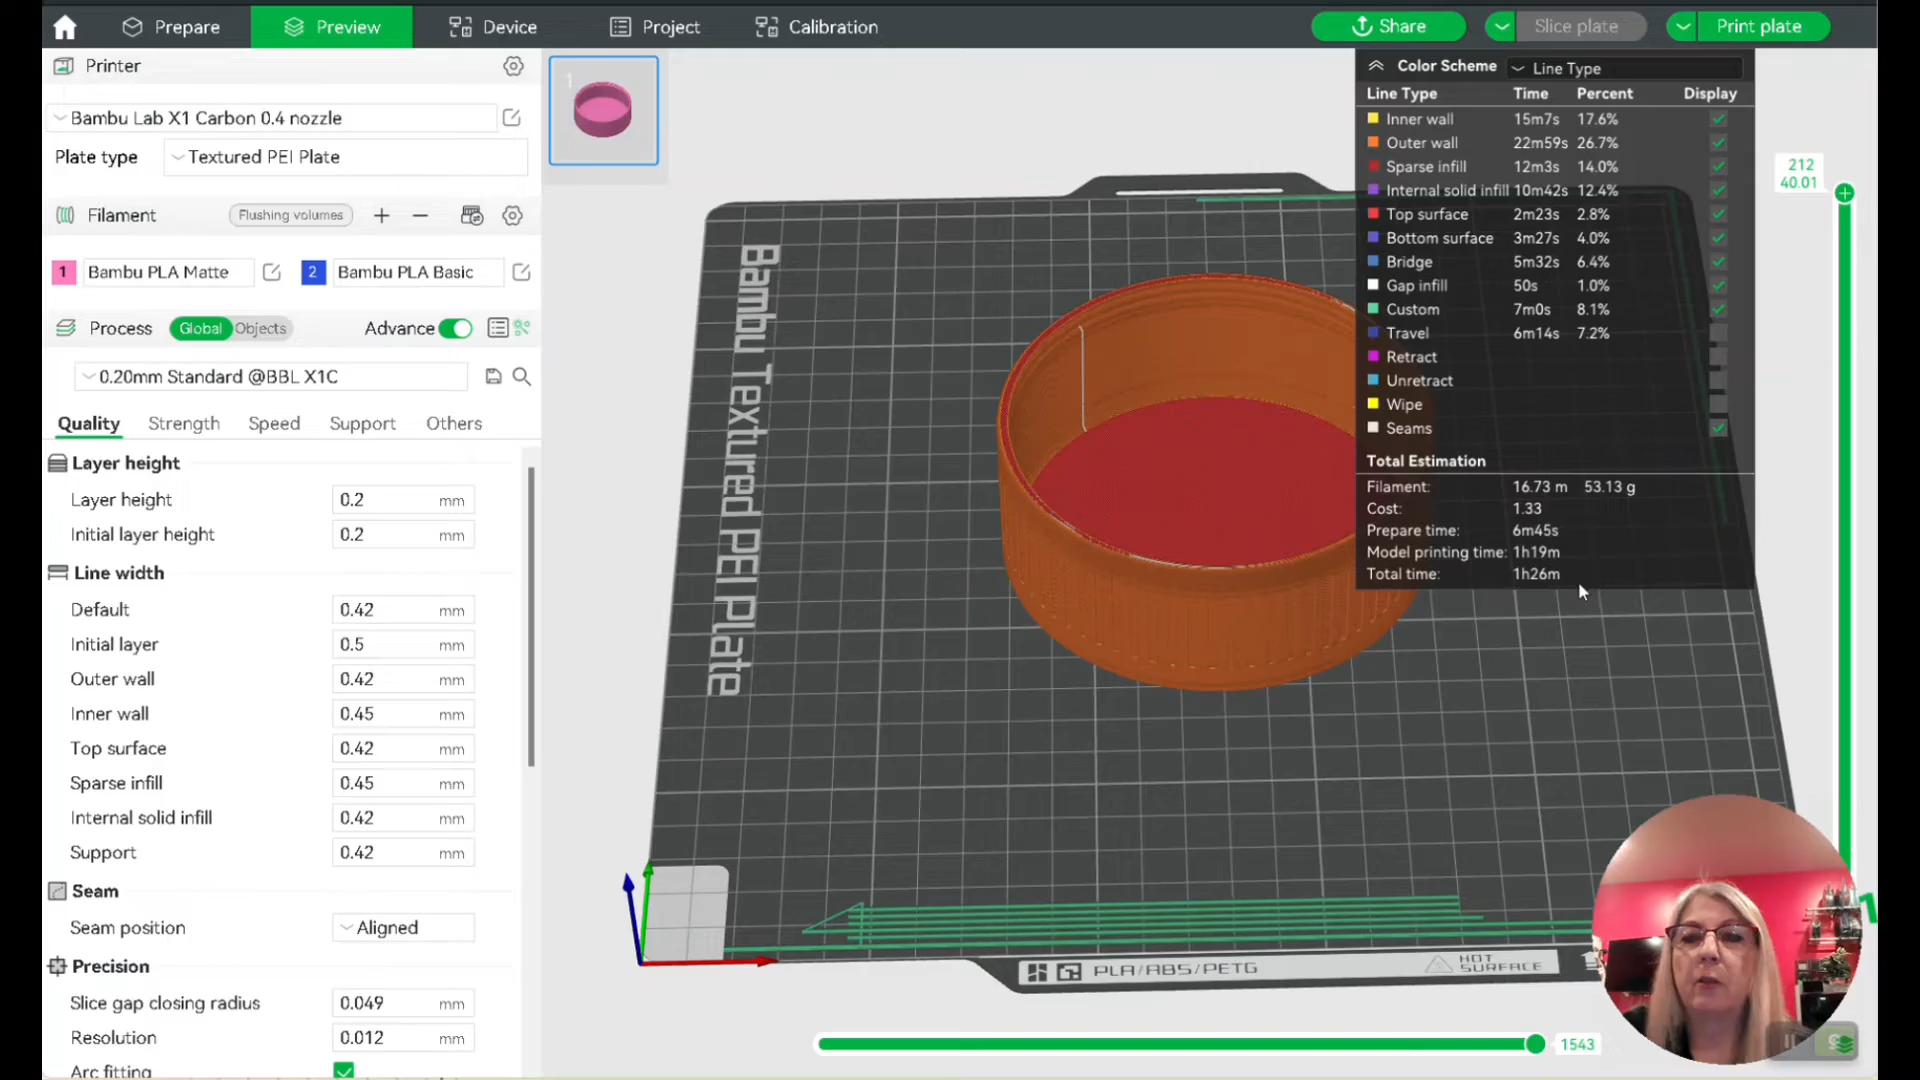 Prepare
Preview
Device
Project
Calibration
Share
Slice plate
Print plate
Printer
Bambu Lab X1 Carbon 0.4 nozzle
Plate type
Textured PEI Plate
Filament
Flushing volumes
1
Bambu PLA Matte
2
Bambu PLA Basic
Process
Global
Objects
Advance
0.20mm Standard @BBL X1C
Quality
Strength
Speed
Support
Others
Layer height
Layer height 0.2 mm
Initial layer height 0.2 mm
Line width
Default 0.42 mm
Initial layer 0.5 mm
Outer wall 0.42 mm
Inner wall 0.45 mm
Top surface 0.42 mm
Sparse infill 0.45 mm
Internal solid infill 0.42 mm
Support 0.42 mm
Seam
Seam position Aligned
Precision
Slice gap closing radius 0.049 mm
Resolution 0.012 mm
Arc fitting
1
Bambu Textured PEI Plate
PLA/ABS/PETG
HOT
SURFACE
Color Scheme Line Type
Line Type Time Percent Display
Inner wall 15m7s 17.6%
Outer wall 22m59s 26.7%
Sparse infill 12m3s 14.0%
Internal solid infill 10m42s 12.4%
Top surface 2m23s 2.8%
Bottom surface 3m27s 4.0%
Bridge 5m32s 6.4%
Gap infill 50s 1.0%
Custom 7m0s 8.1%
Travel 6m14s 7.2%
Retract
Unretract
Wipe
Seams
Total Estimation
Filament: 16.73 m 53.13 g
Cost: 1.33
Prepare time: 6m45s
Model printing time: 1h19m
Total time: 1h26m
212
40.01
1543